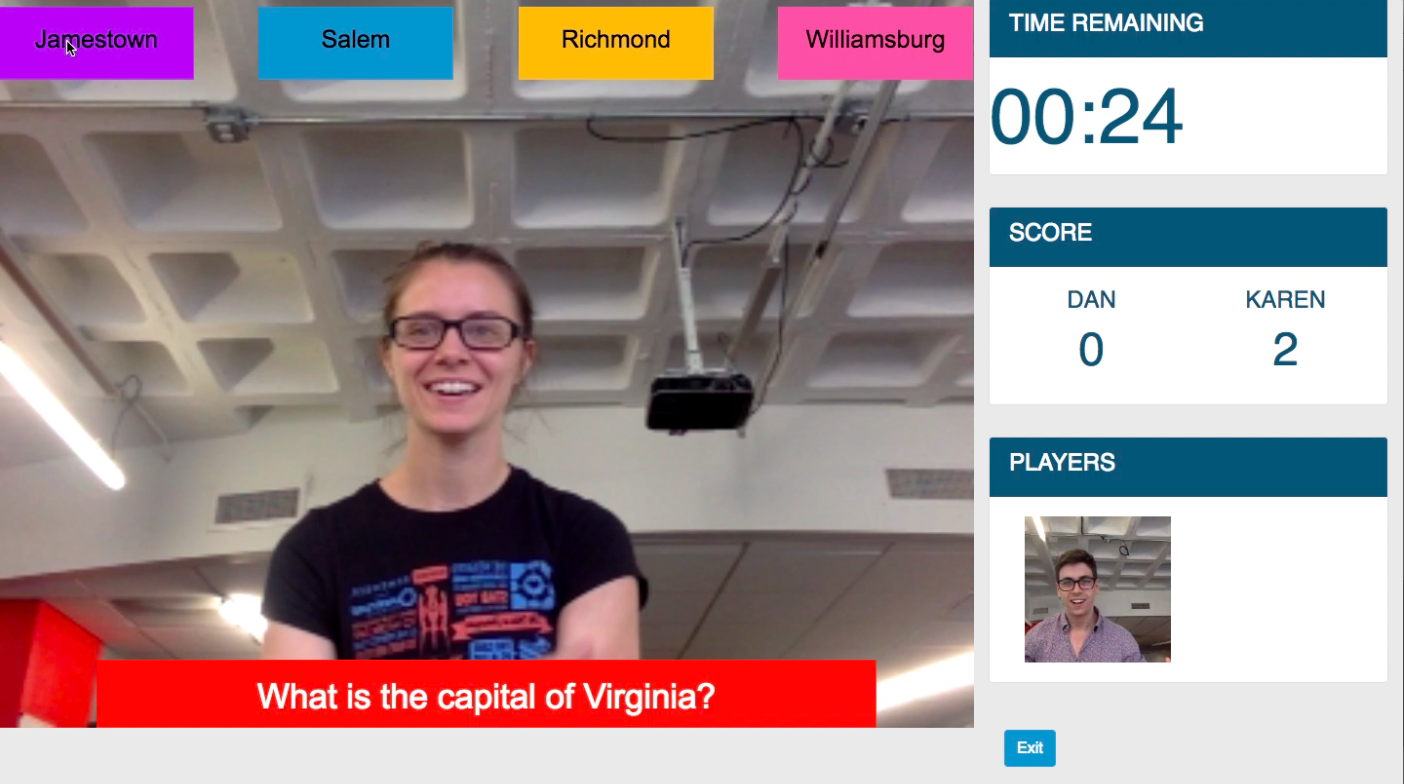 Jamestown
Salem
Richmond
Williamsburg
What is the capital of Virginia?
TIME REMAINING
00:24
SCORE
DAN
KAREN
0
2
PLAYERS
Exit